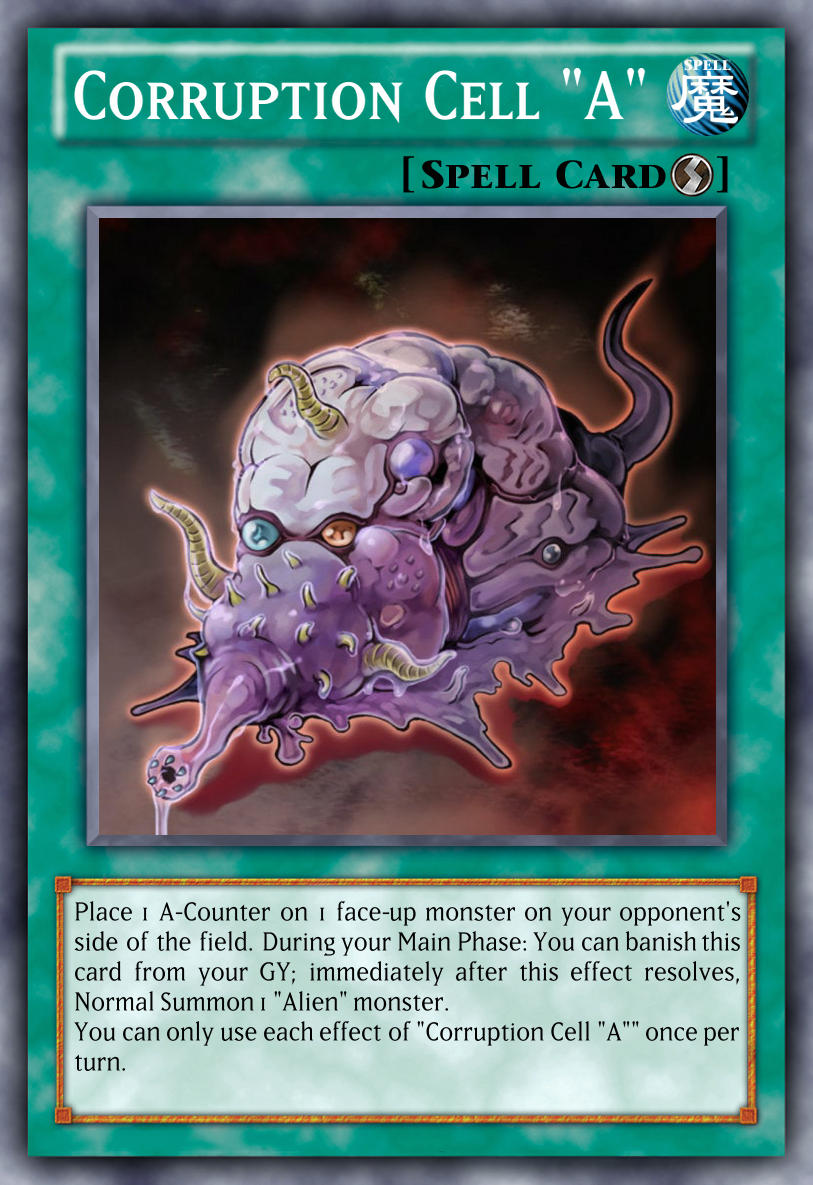 Corruption Cell "A"
SPELL
魔
[Spell Card]
Place 1 A-Counter on 1 face-up monster on your opponent's
side of the field. During your Main Phase: You can banish this
card from your GY; immediately after this effect resolves,
Normal Summon 1 "Alien" monster.
You can only use each effect of "Corruption Cell "A"" once per
turn.